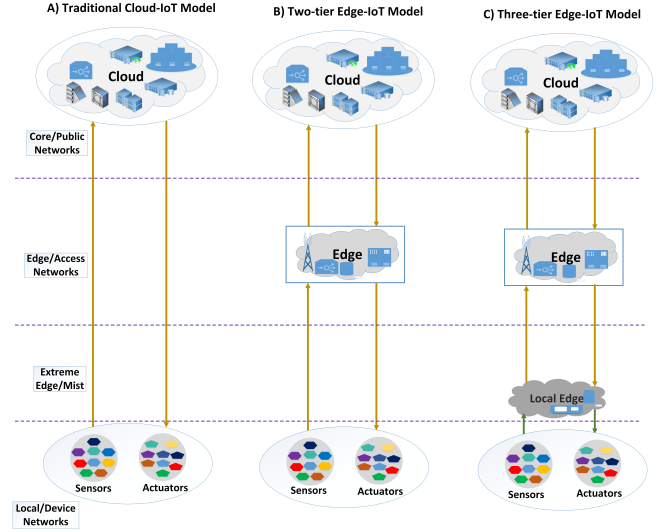 A) Traditional Cloud-IoT Model
B) Two-tier Edge-IoT Model
C) Three-tier Edge-IoT Model
Cloud
Cloud
Cloud
Core/Public
Networks
Edge/Access
Networks
Edge
Edge
Extreme
Edge/Mist
Local Edge
Sensors
Actuators
Sensors
Actuators
Sensors
Actuators
Local/Device
Networks